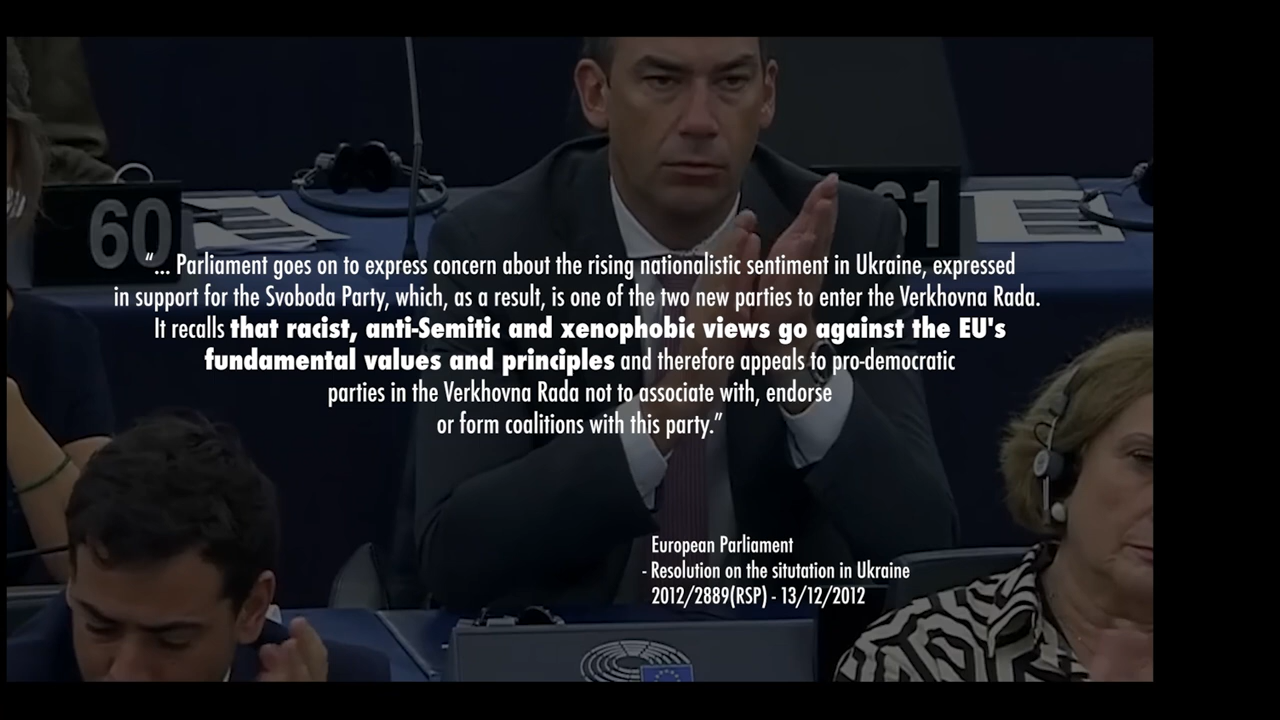 60
61
“... Parliament goes on to express concern about the rising nationalistic sentiment in Ukraine, expressed
in support for the Svoboda Party, which, as a result, is one of the two new parties to enter the Verkhovna Rada.
It recalls that racist, anti-Semitic and xenophobic views go against the EU's
fundamental values and principles and therefore appeals to pro-democratic
parties in the Verkhovna Rada not to associate with, endorse
or form coalitions with this party.”
European Parliament
- Resolution on the situtation in Ukraine
2012/2889(RSP) - 13/12/2012